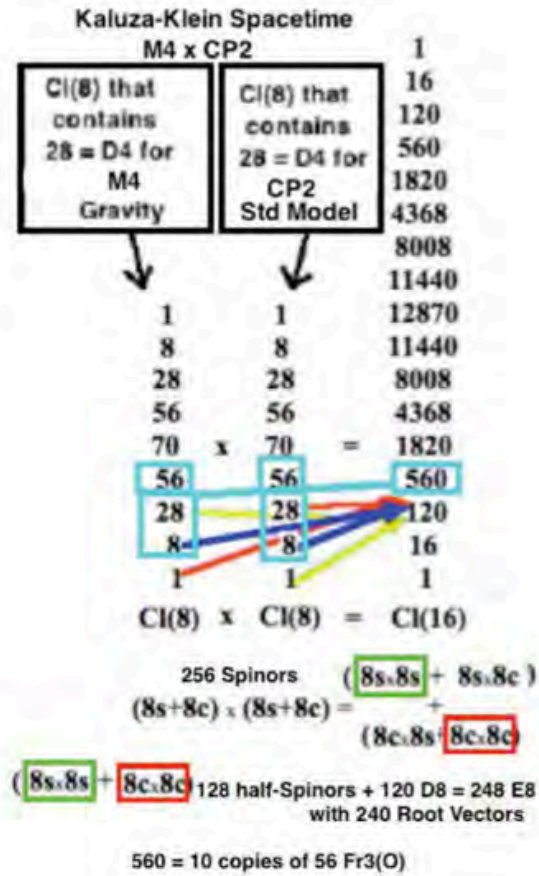 Kaluza-Klein Spacetime
M4 x CP2
Cl(8) that
contains
28 = D4 for
M4
Gravity
Cl(8) that
contains
28 = D4 for
CP2
Std Model
1
16
120
560
1820
4368
8008
11440
1 1 12870
8 8 11440
28 28 8008
56 56 4368
70 x 70 = 1820
56 56 560
28 28 120
8 8 16
1 1 1
Cl(8) x Cl(8) = Cl(16)
256 Spinors
(8s+8c) x (8s+8c) =
(8sx8s + 8sx8c)
+
(8cx8s+8cx8c)
(8sx8s + 8cx8c) 128 half-Spinors + 120 D8 = 248 E8
with 240 Root Vectors
560 = 10 copies of 56 Fr3(O)